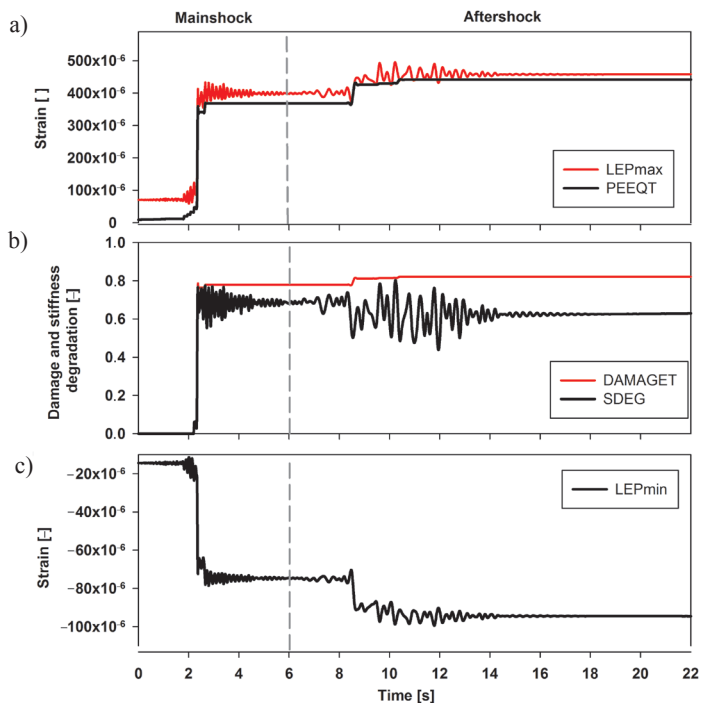 Mainshock Aftershock
a)
500x10-6
400x10-6
300x10-6
200x10-6
100x10-6
0
Strain [ ]
LEPmax
PEEQT
b)
1.0
0.8
0.6
0.4
0.2
0.0
Damage and stiffness
degradation [-]
DAMAGET
SDEG
c)
−20x10-6
−40x10-6
−60x10-6
−80x10-6
−100x10-6
Strain [-]
LEPmin
0 2 4 6 8 10 12 14 16 18 20 22
Time [s]